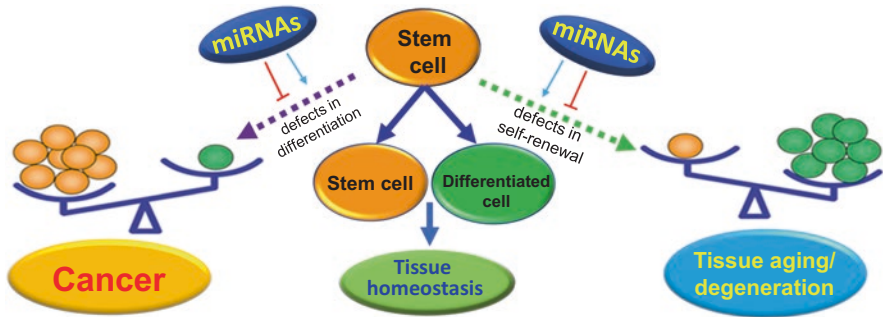 miRNAs
Stem
cell
miRNAs
defects in
differentiation
defects in
self-renewal
Stem cell
Differentiated
cell
Cancer
Tissue
homeostasis
Tissue aging/
degeneration